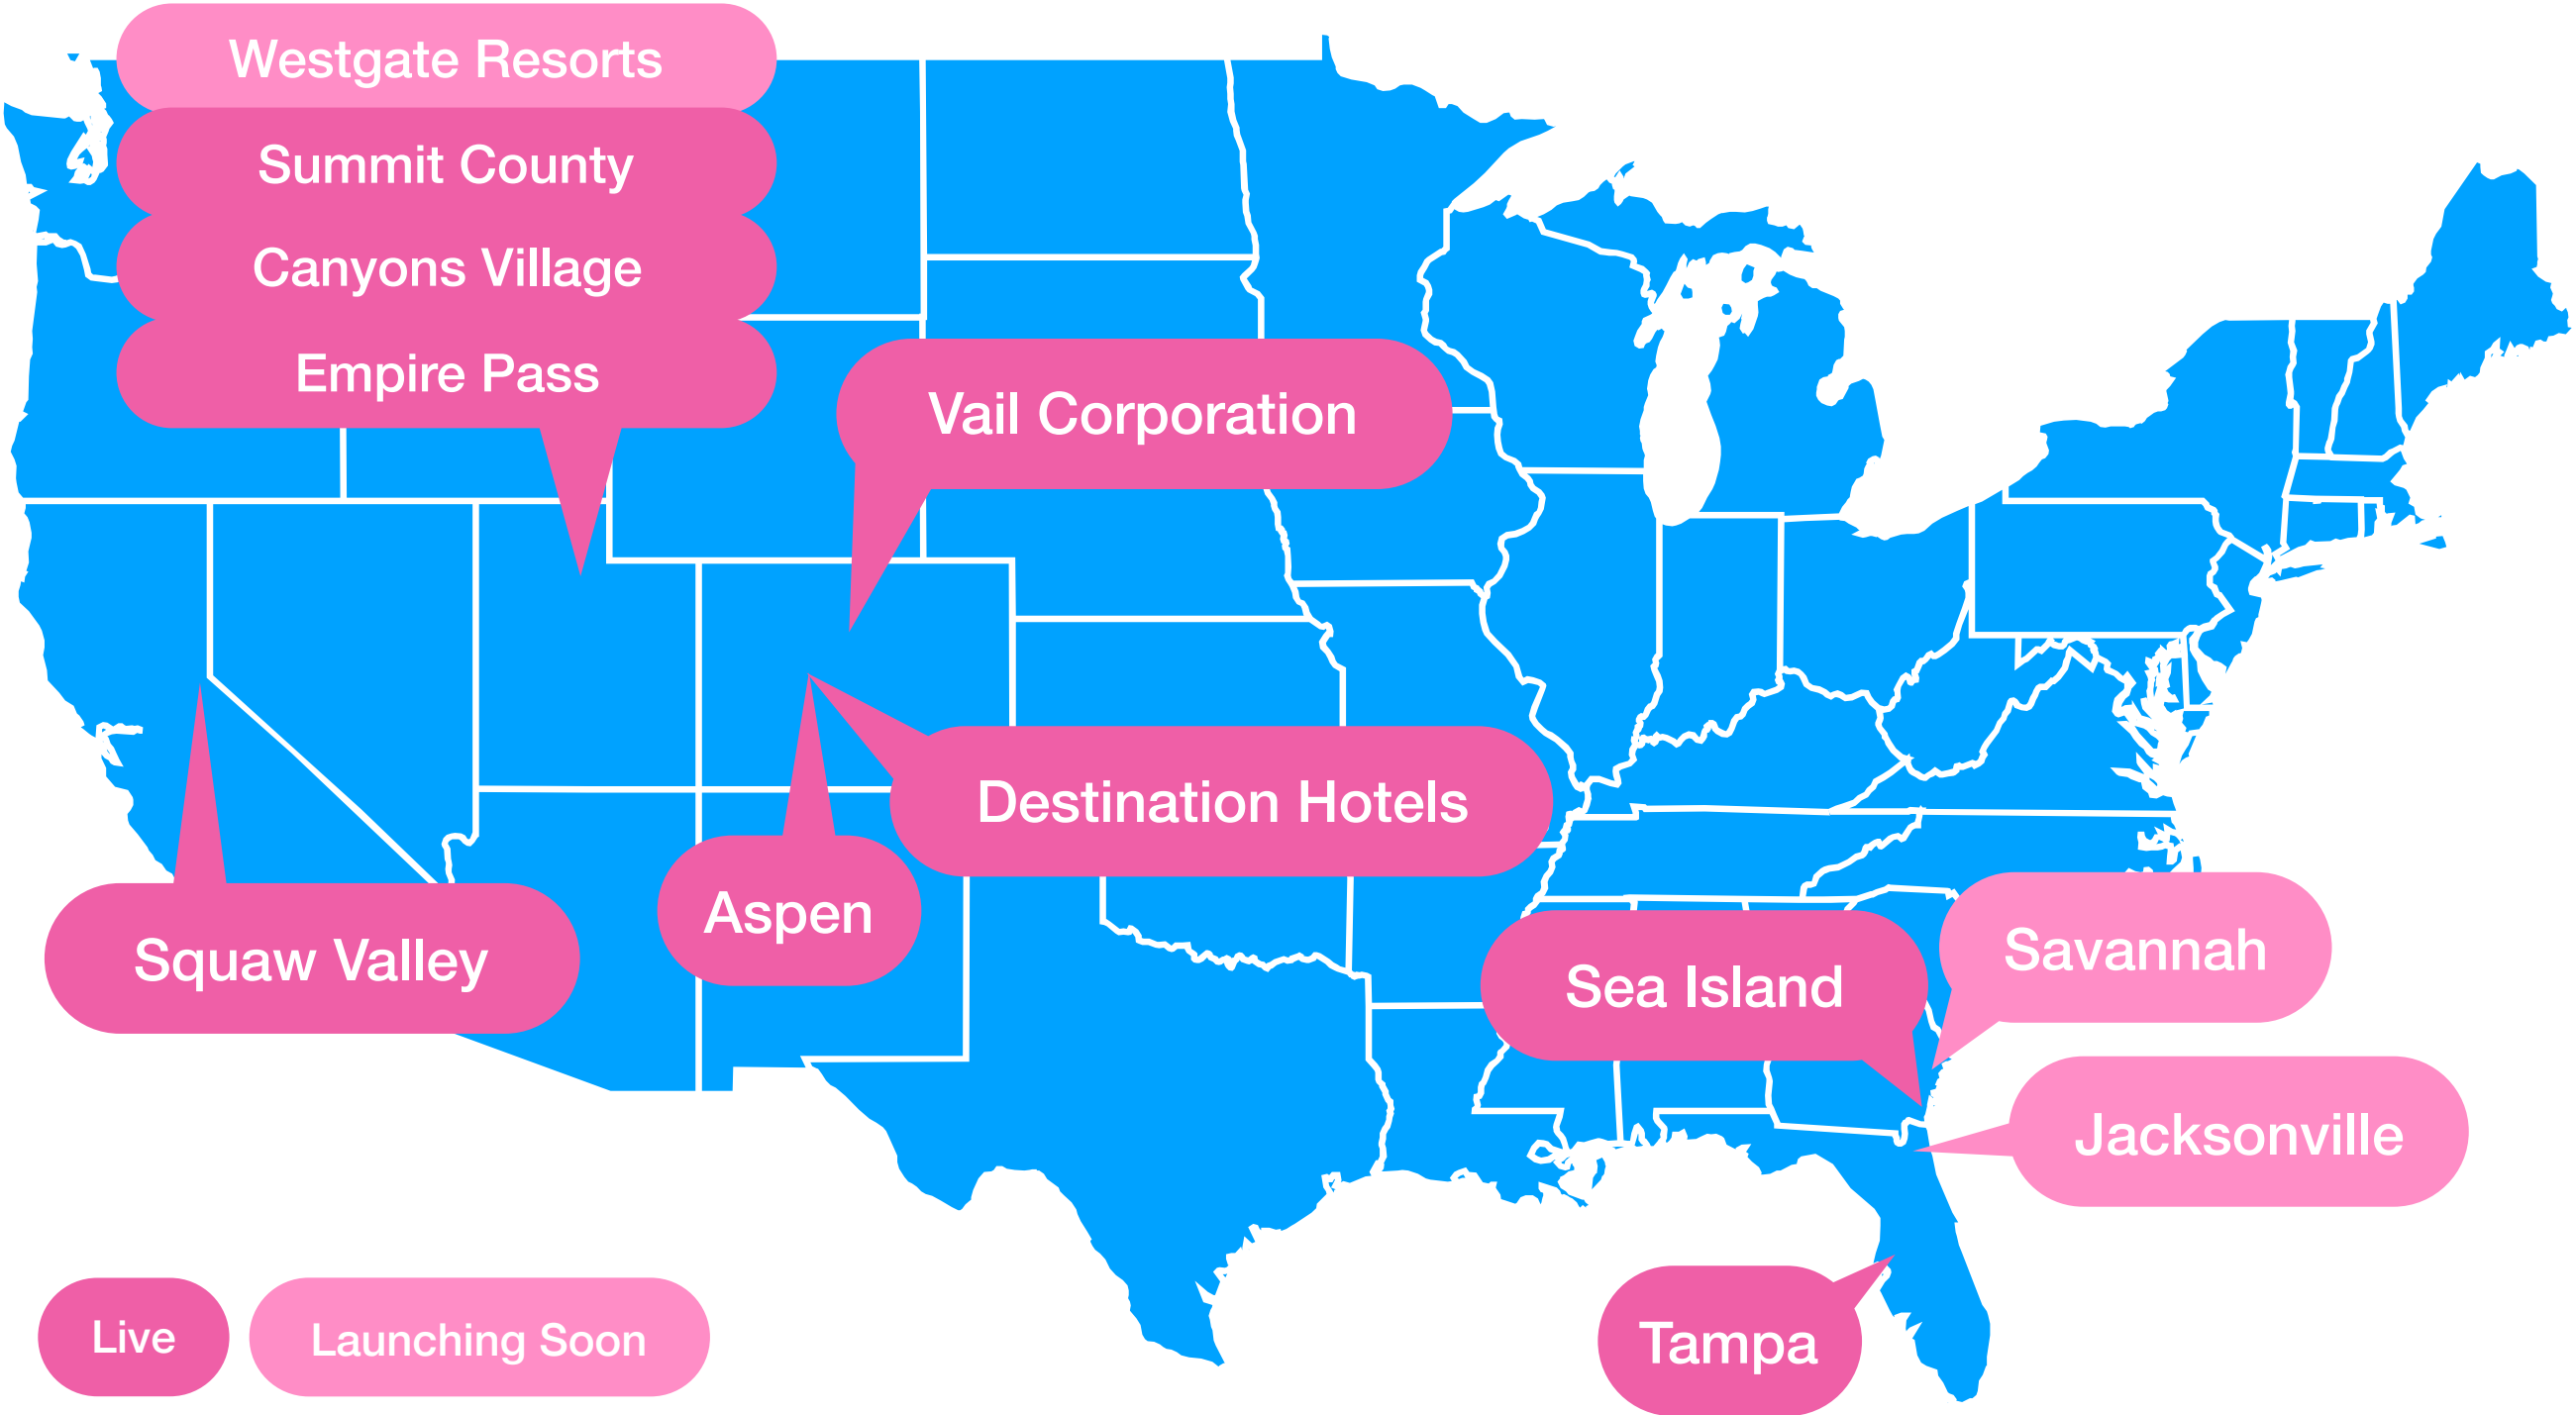 Westgate Resorts
Summit County
Canyons Village
Empire Pass
Vail Corporation
Destination Hotels
Aspen
Squaw Valley
Sea Island
Savannah
Jacksonville
Tampa
Live
Launching Soon